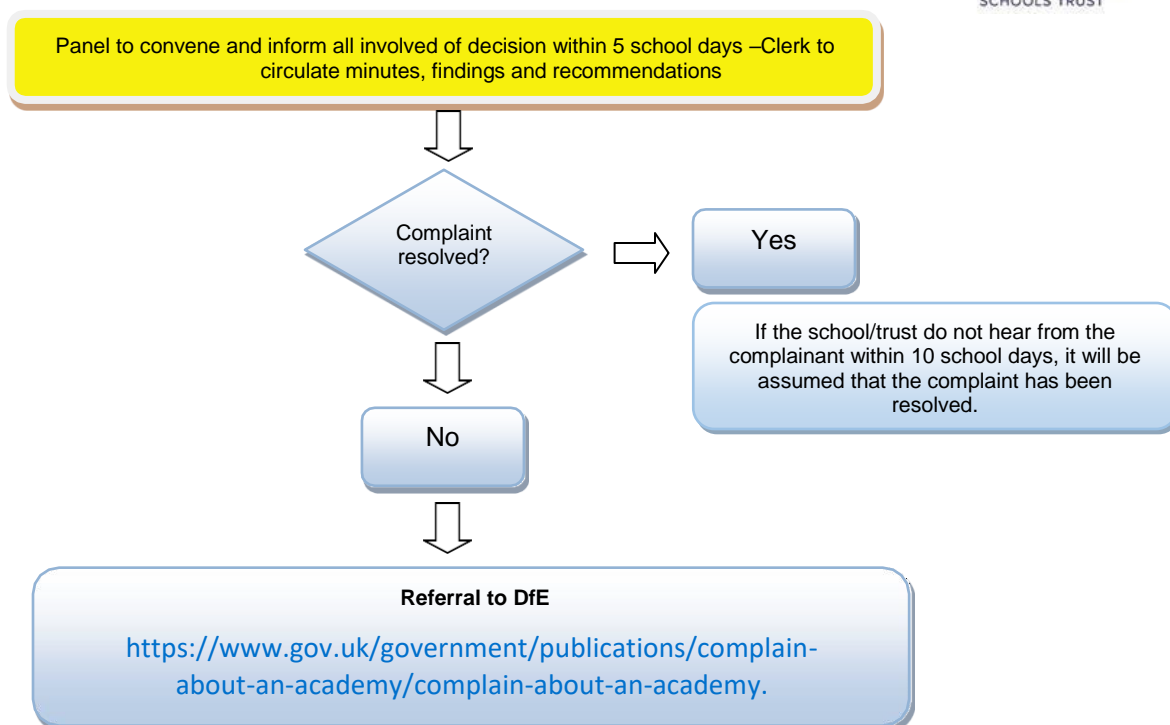 SCHOOLS TRUST
Panel to convene and inform all involved of decision within 5 school days –Clerk to
circulate minutes, findings and recommendations
Complaint
resolved?
Yes
If the school/trust do not hear from the
complainant within 10 school days, it will be
assumed that the complaint has been
resolved.
No
Referral to DfE
https://www.gov.uk/government/publications/complain-
about-an-academy/complain-about-an-academy.